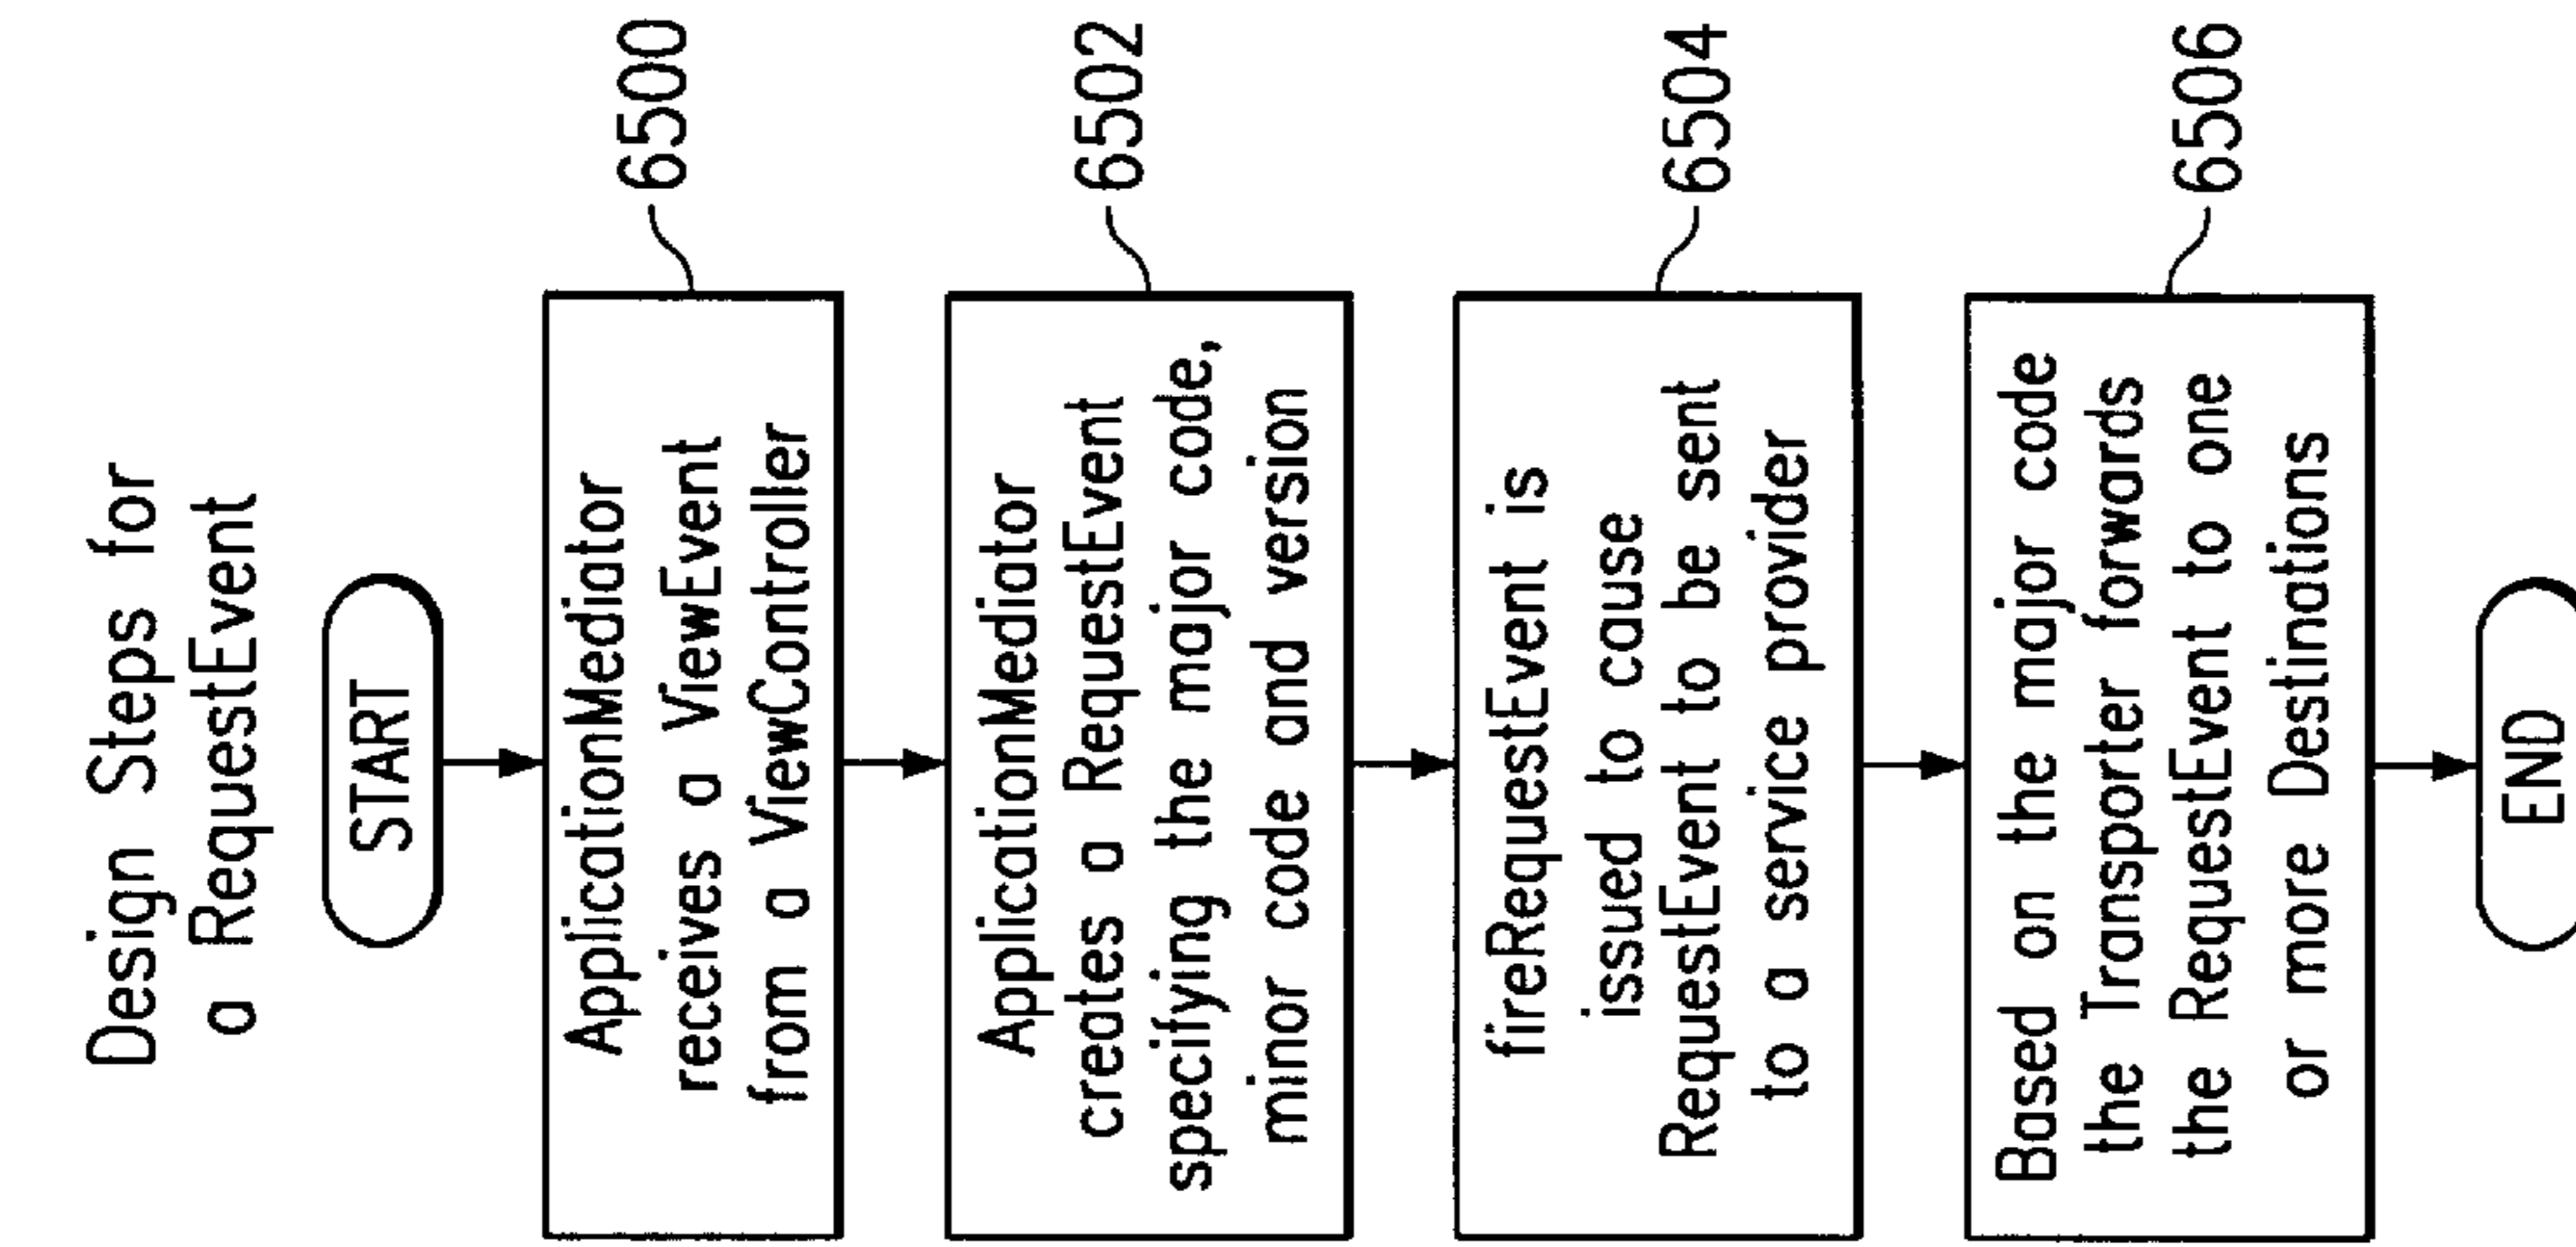 Design Steps for
a RequestEvent
START
ApplicationMediator
receives a ViewEvent
from a ViewController
6500
ApplicationMediator
creates a RequestEvent
specifying the major code,
minor code and version
6502
fireRequestEvent is
issued to cause
RequestEvent to be sent
to a service provider
6504
Based on the major code
the Transporter forwards
the RequestEvent to one
or more Destinations
6506
END